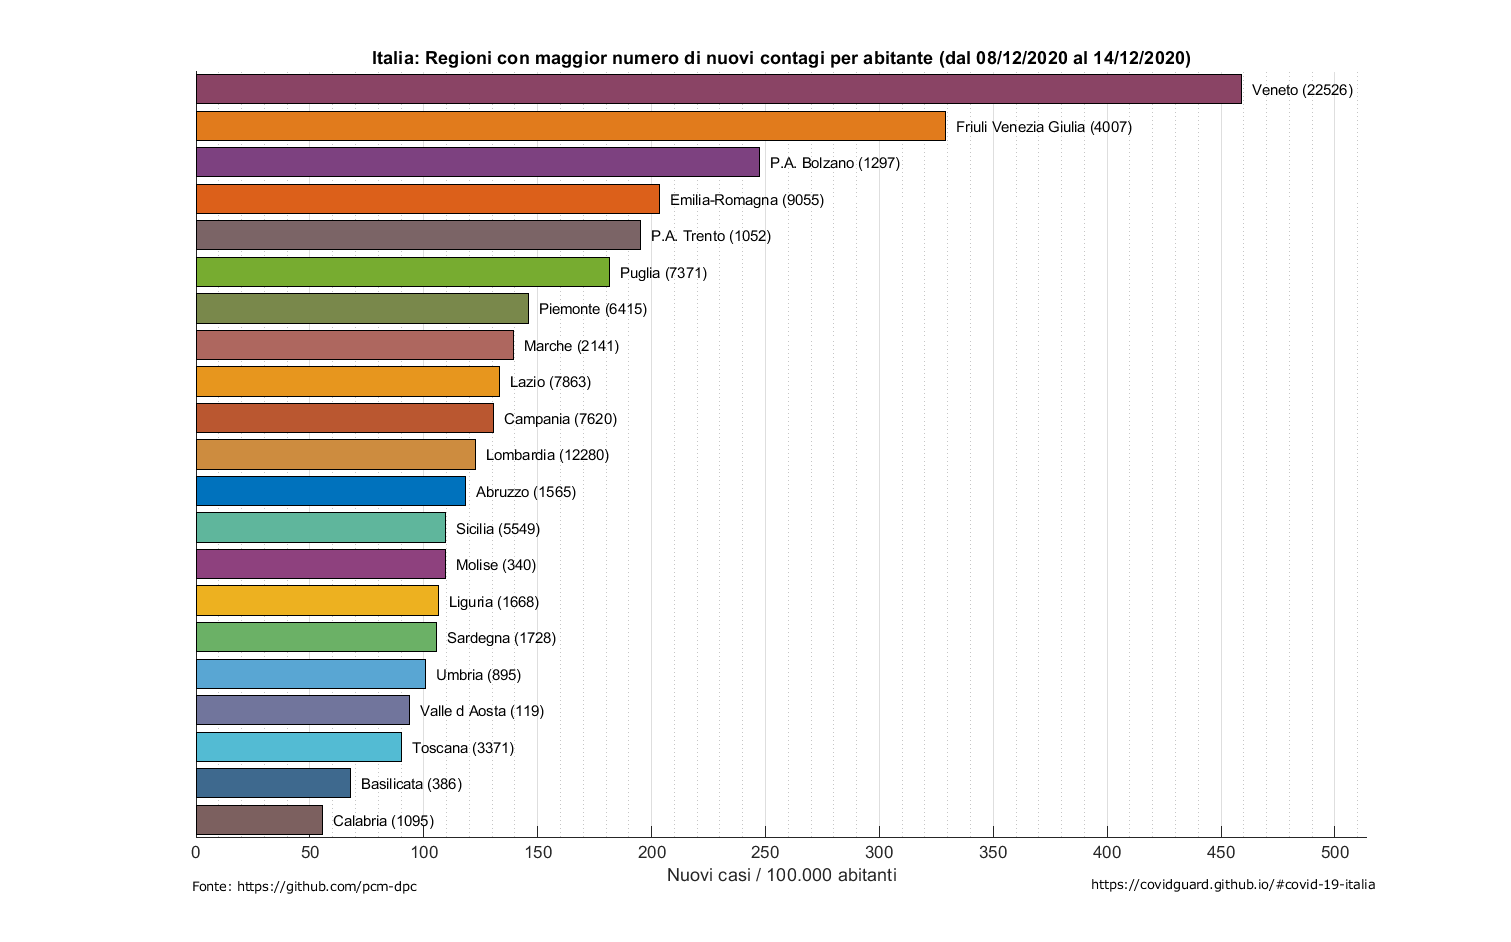 Italia: Regioni con maggior numero di nuovi contagi per abitante (dal 08/12/2020 al 14/12/2020)
Veneto (22526)
Friuli Venezia Giulia (4007)
P.A. Bolzano (1297)
Emilia-Romagna (9055)
P.A. Trento (1052)
Puglia (7371)
Piemonte (6415)
Marche (2141)
Lazio (7863)
Campania (7620)
Lombardia (12280)
Abruzzo (1565)
Sicilia (5549)
Molise (340)
Liguria (1668)
Sardegna (1728)
Umbria (895)
Valle d Aosta (119)
Toscana (3371)
Basilicata (386)
Calabria (1095)
0 50 100 150 200 250 300 350 400 450 500
Nuovi casi / 100.000 abitanti
Fonte: https://github.com/pcm-dpc
https://covidguard.github.io/#covid-19-italia